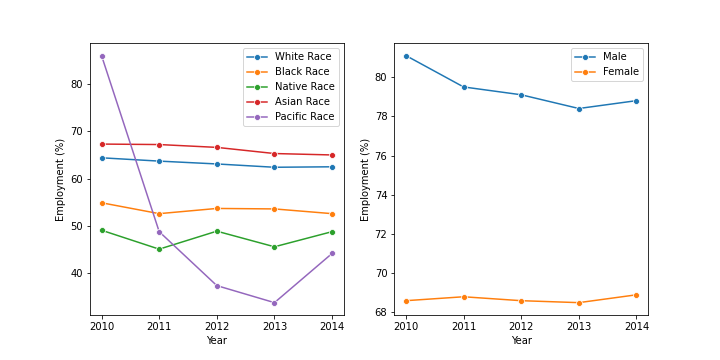 White Race
Black Race
Native Race
Asian Race
Pacific Race
80
70
60
50
40
Employment (%)
2010 2011 2012 2013 2014
Year
Male
Female
80
78
76
74
72
70
68
Employment (%)
2010 2011 2012 2013 2014
Year